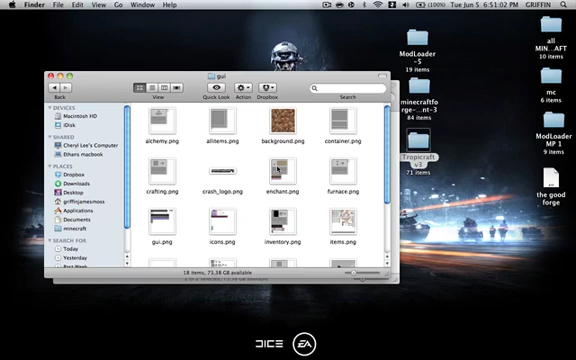 Finder File Edit View Go Window Help
(100%) Tue Jun 5 6:51:02 PM GRIFFIN
gui
Back View Quick Look Action Dropbox Search
DEVICES
Macintosh HD
iDisk
SHARED
Cheryl Lee's Computer
Ethans macbook
PLACES
Dropbox
Downloads
Desktop
griffinjamesmoss
Applications
Documents
minecraft
SEARCH FOR
Today
Yesterday
Past Week
alchemy.png allitems.png background.png container.png
crafting.png crash_logo.png enchant.png furnace.png
gui.png icons.png inventory.png items.png
18 items, 73.38 GB available
ModLoader
-5
19 items
minecraftfo
rge-...nt-3
84 items
Tropicraft
v3
71 items
all
10 items
mc
6 items
ModLoader
MP 1
9 items
the good
forge
DICE EA